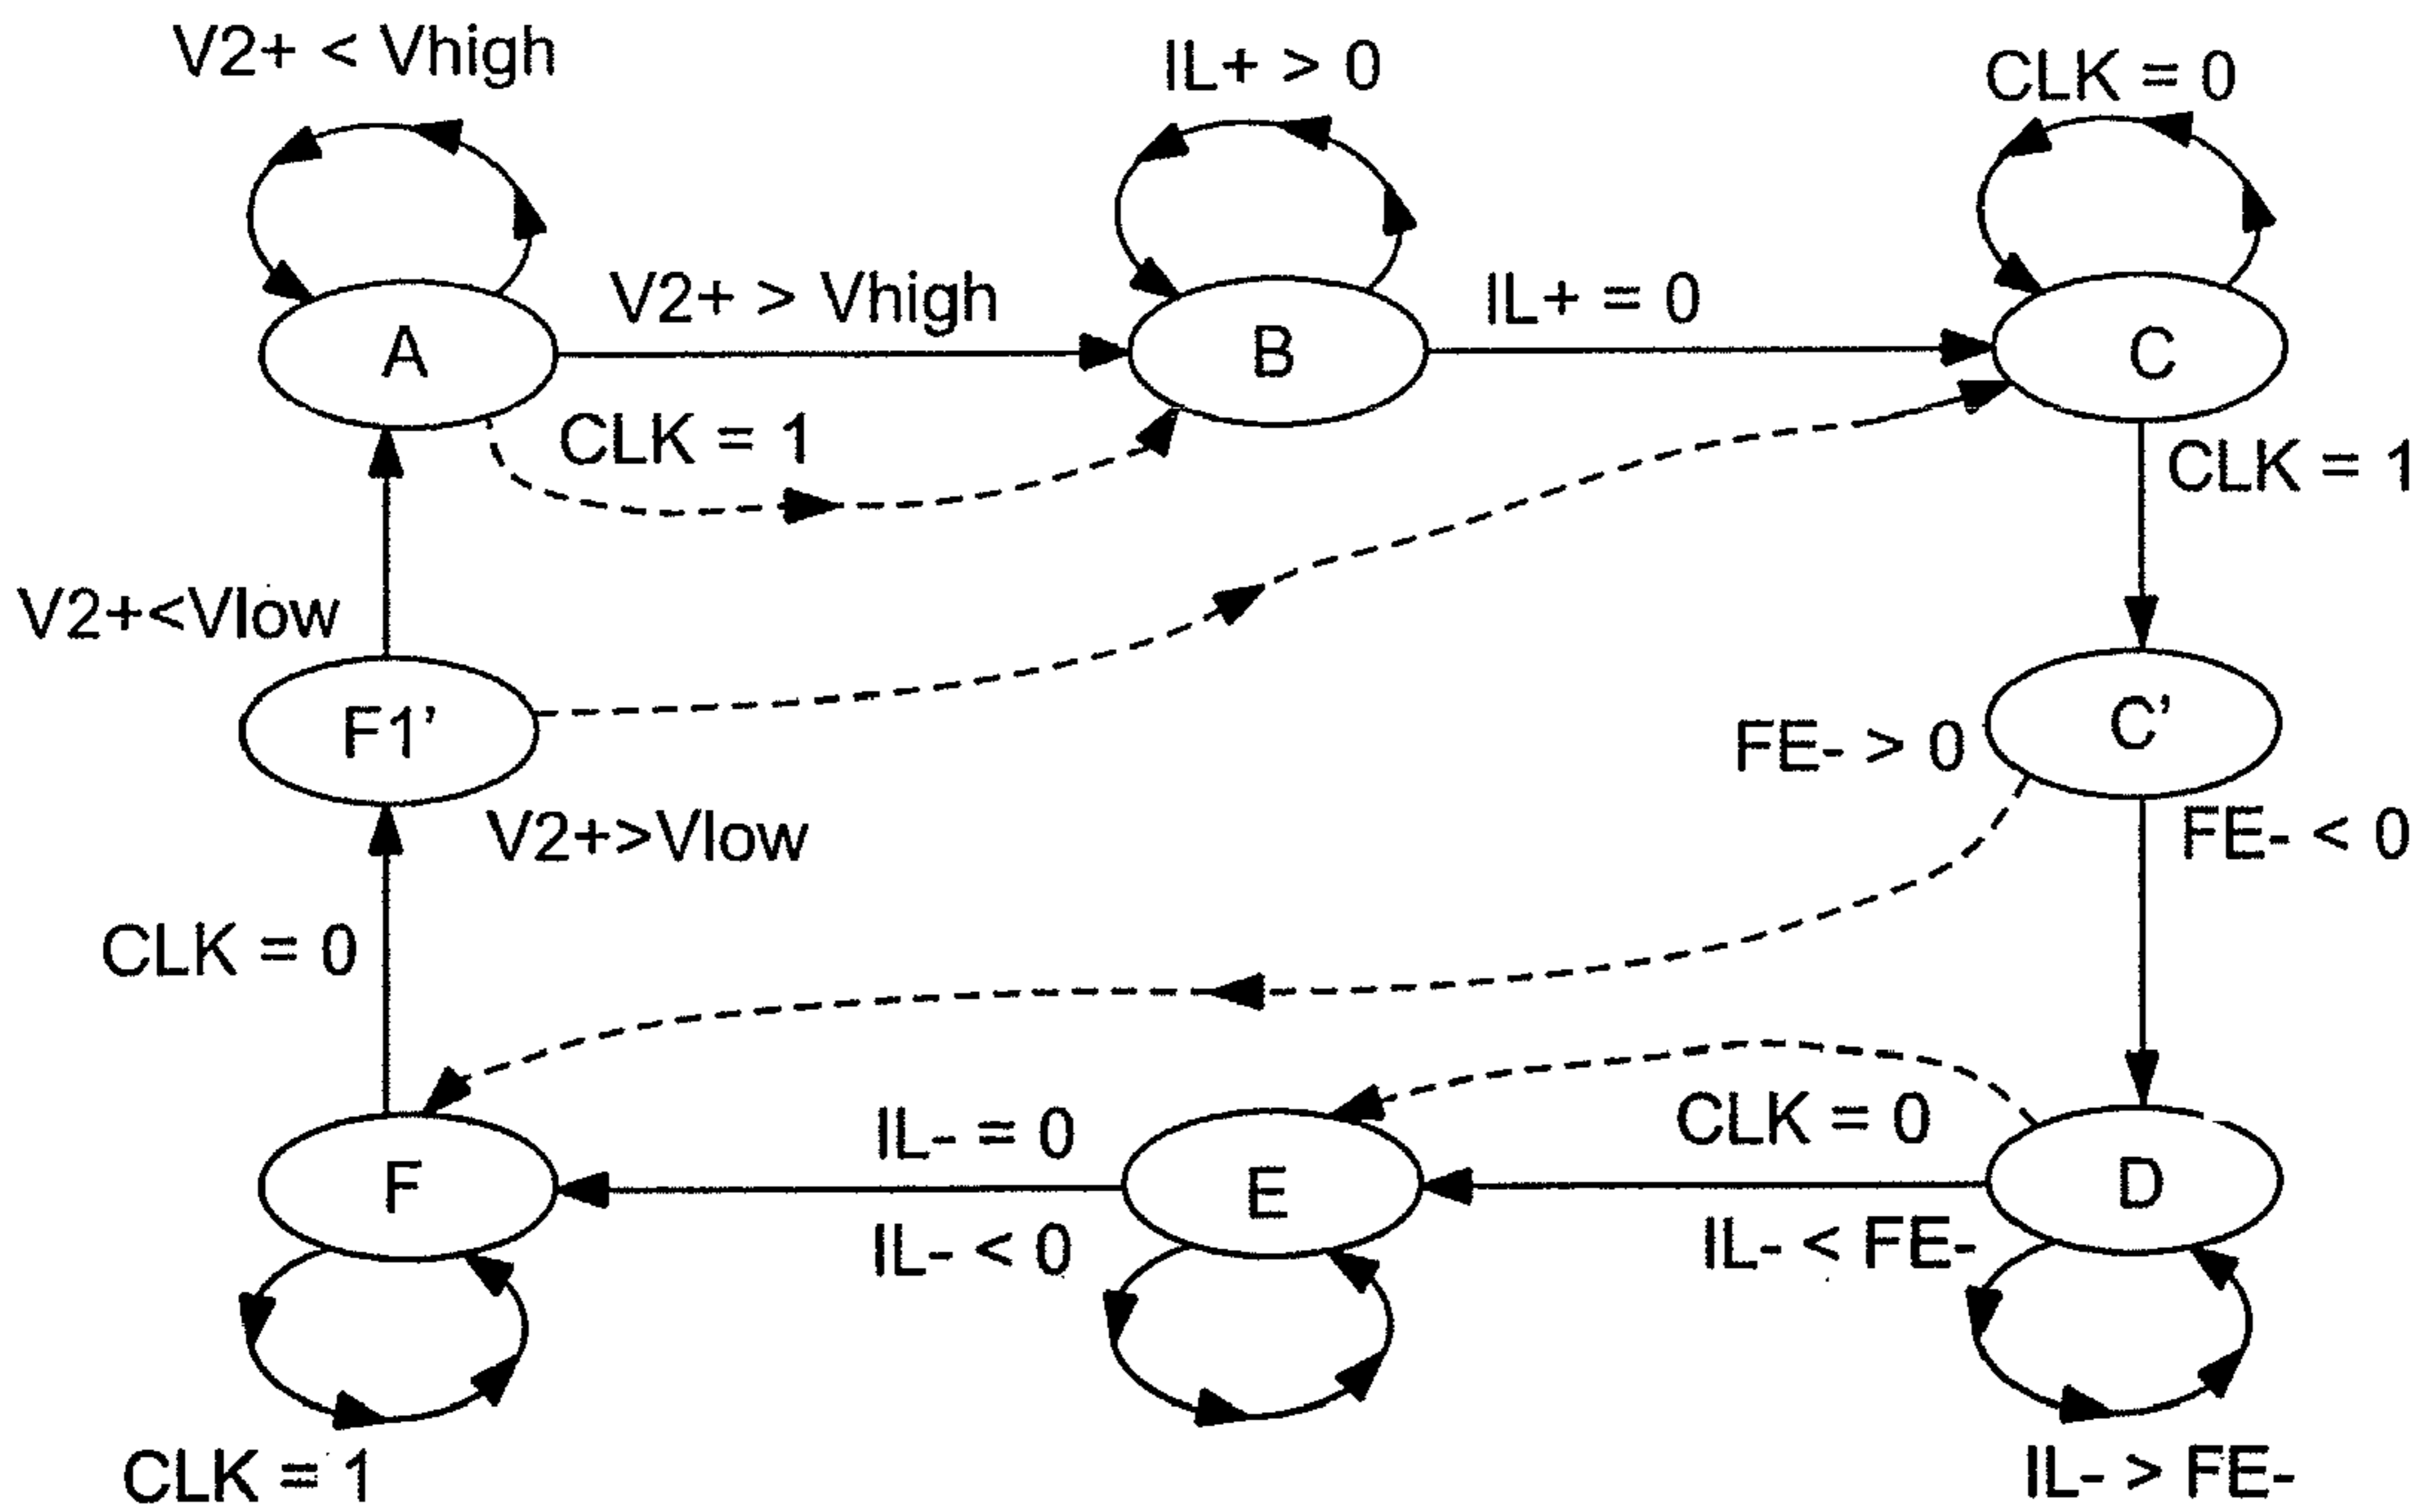 V2+ < Vhigh
IL+ > 0
CLK = 0
V2+ > Vhigh
IL+ = 0
A
B
C
CLK = 1
CLK = 1
V2+<Vlow
F1’
C’
FE- > 0
V2+>Vlow
FE- < 0
CLK = 0
IL- = 0
CLK = 0
F
E
D
IL- < 0
IL- < FE-
CLK = 1
IL- > FE-